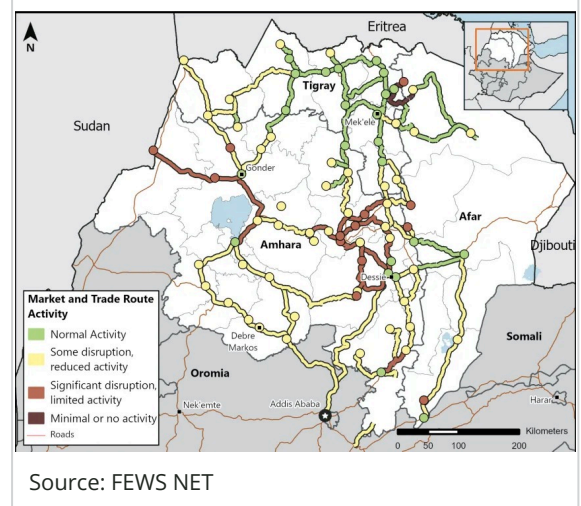 N
Eritrea
Tigray
Sudan
Mek'ele
Gonder
Afar
Amhara
Djibouti
Dessie
Market and Trade Route
Activity
Normal Activity
Some disruption,
reduced activity
Significant disruption,
limited activity
Minimal or no activity
Roads
Debre
Markos
Somali
Oromia
Nek'emte
Addis Ababa
Harar
Kilometers
0 50 100 200
Source: FEWS NET